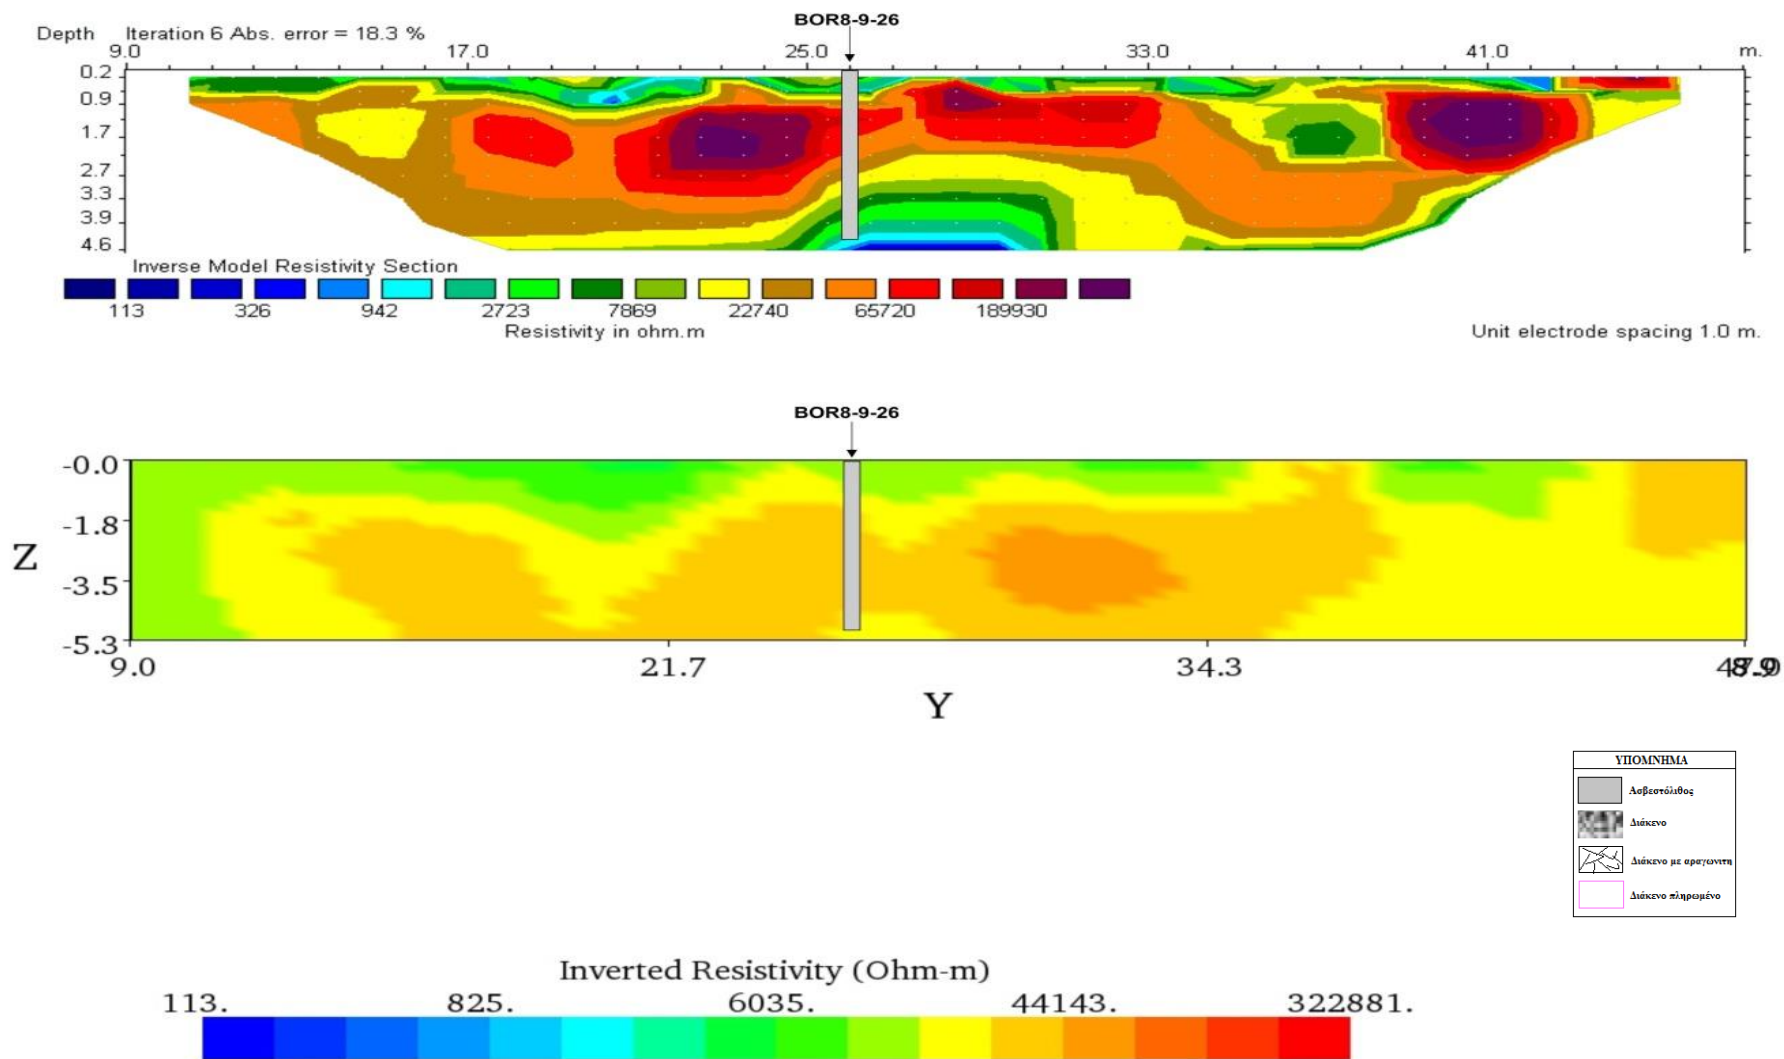 BOR8-9-26
Depth Iteration 6 Abs. error = 18.3 %
9.0 17.0 25.0 33.0 41.0 m.
0.2
0.9
1.7
2.7
3.3
3.9
4.6
Inverse Model Resistivity Section
113 326 942 2723 7869 22740 65720 189930
Resistivity in ohm.m
Unit electrode spacing 1.0 m.
BOR8-9-26
-0.0
-1.8
Z
-3.5
-5.3
9.0 21.7 34.3
Y
ΥΠΟΜΝΗΜΑ
Ασβεστόλιθος
Διάκενο
Διάκενο με αραγωνιτη
Διάκενο πληρωμένο
Inverted Resistivity (Ohm-m)
113. 825. 6035. 44143. 322881.